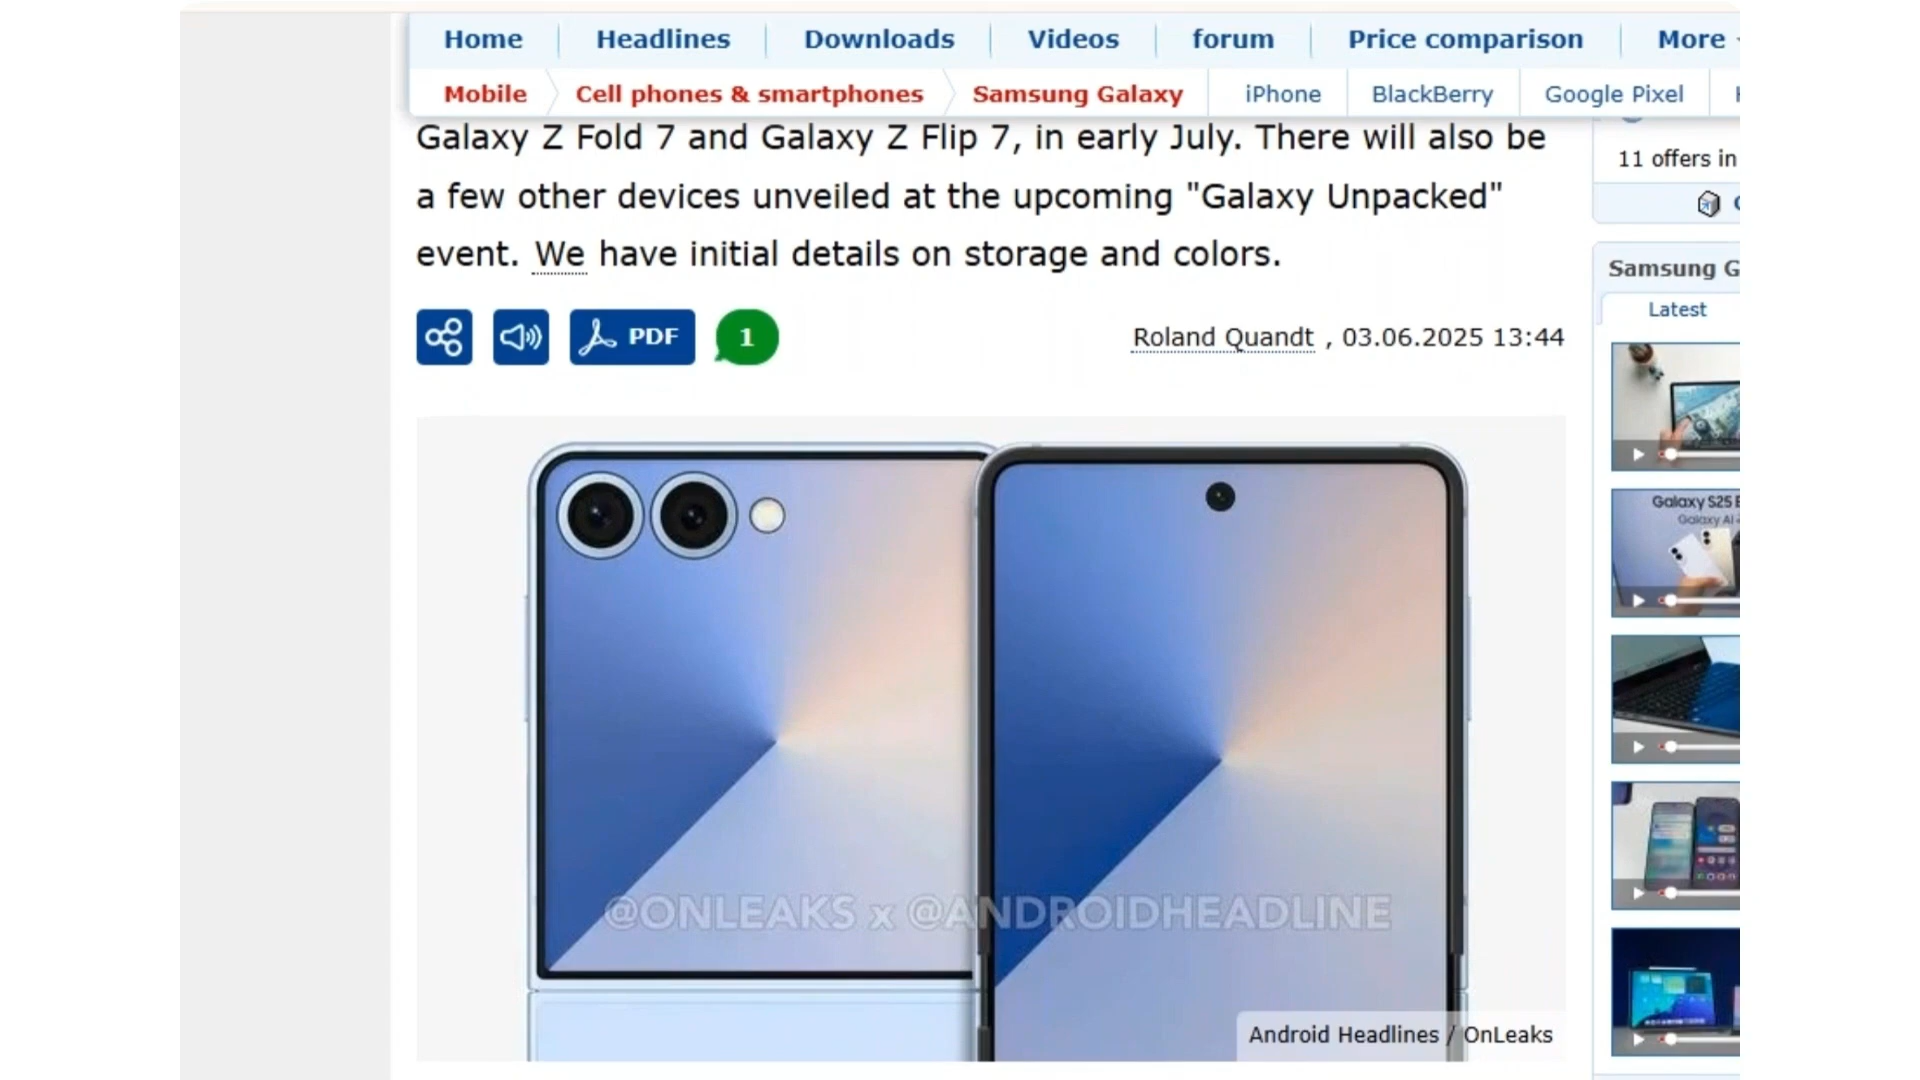 Home Headlines Downloads Videos forum Price comparison More
Mobile Cell phones & smartphones Samsung Galaxy iPhone BlackBerry Google Pixel
Galaxy Z Fold 7 and Galaxy Z Flip 7, in early July. There will also be
a few other devices unveiled at the upcoming "Galaxy Unpacked"
event. We have initial details on storage and colors.
PDF 1 Roland Quandt , 03.06.2025 13:44
@ONLEAKS x @ANDROIDHEADLINE
Android Headlines / OnLeaks
11 offers in
Samsung G
Latest
Galaxy S25 E
Galaxy AI